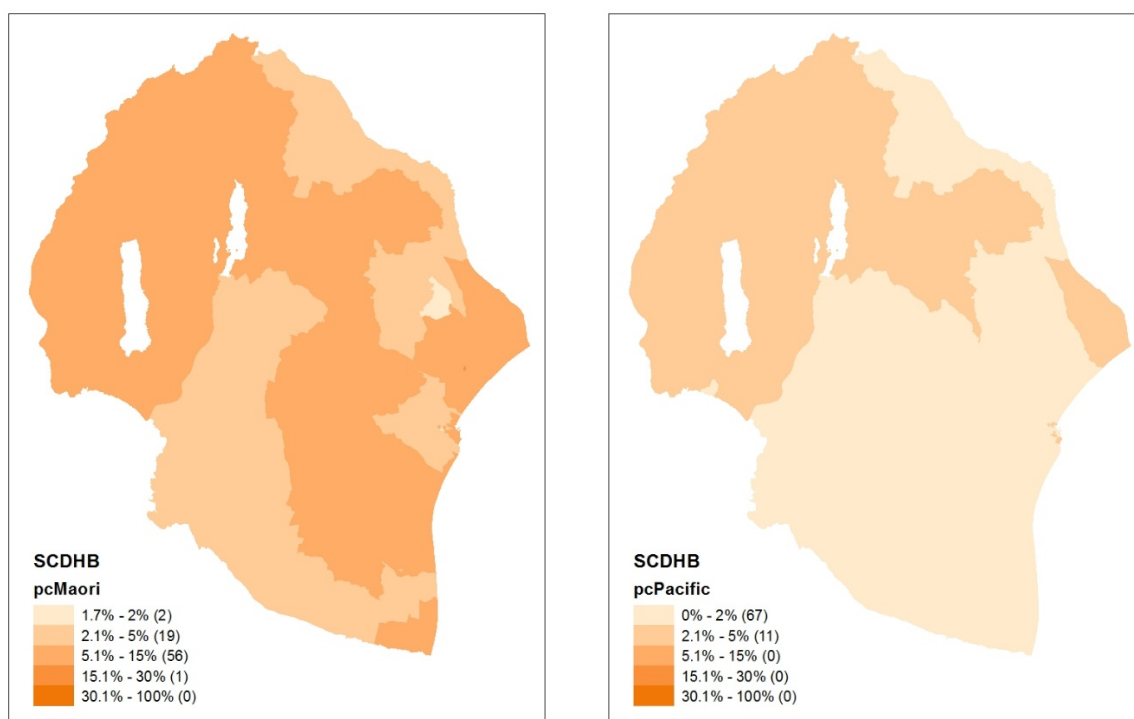 SCDHB
pcMaori
1.7% - 2% (2)
2.1% - 5% (19)
5.1% - 15% (56)
15.1% - 30% (1)
30.1% - 100% (0)
SCDHB
pcPacific
0% - 2% (67)
2.1% - 5% (11)
5.1% - 15% (0)
15.1% - 30% (0)
30.1% - 100% (0)